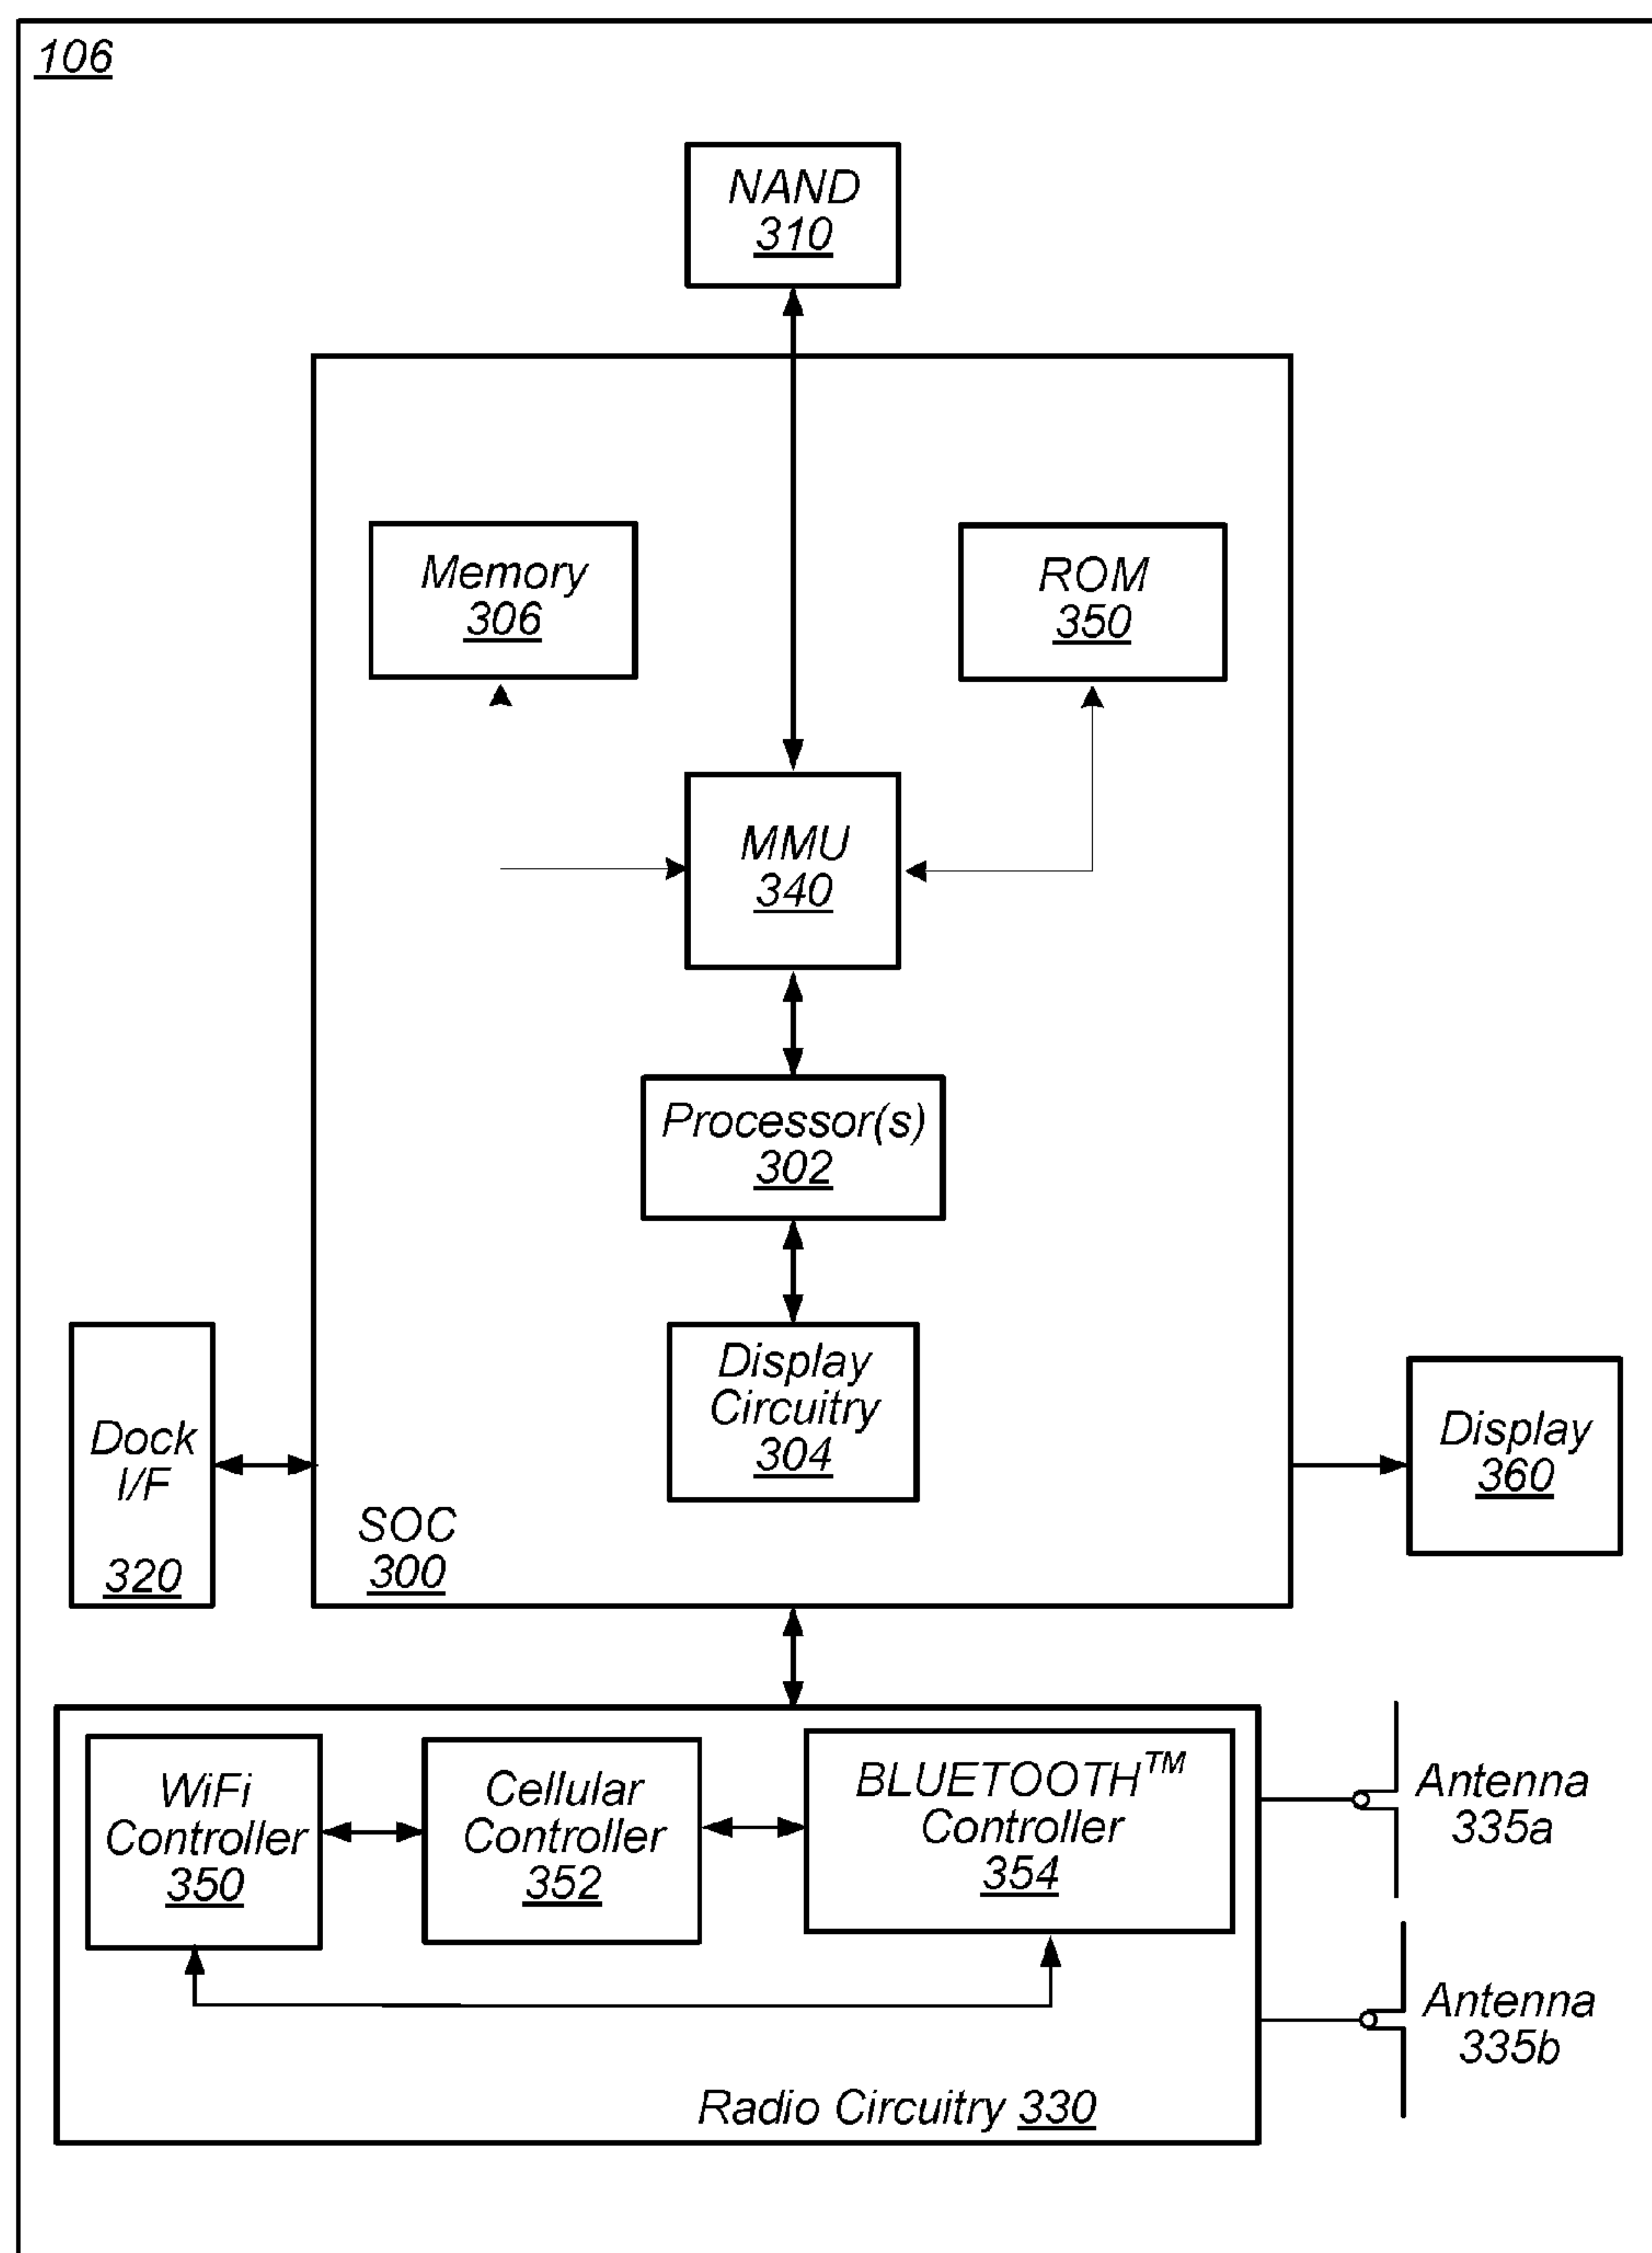 106
NAND
310
Memory
306
ROM
350
MMU
340
Processor(s)
302
Display
Circuitry
304
Dock
I/F
320
SOC
300
Display
360
WiFi
Controller
350
Cellular
Controller
352
BLUETOOTH™
Controller
354
Antenna
335a
Antenna
335b
Radio Circuitry 330